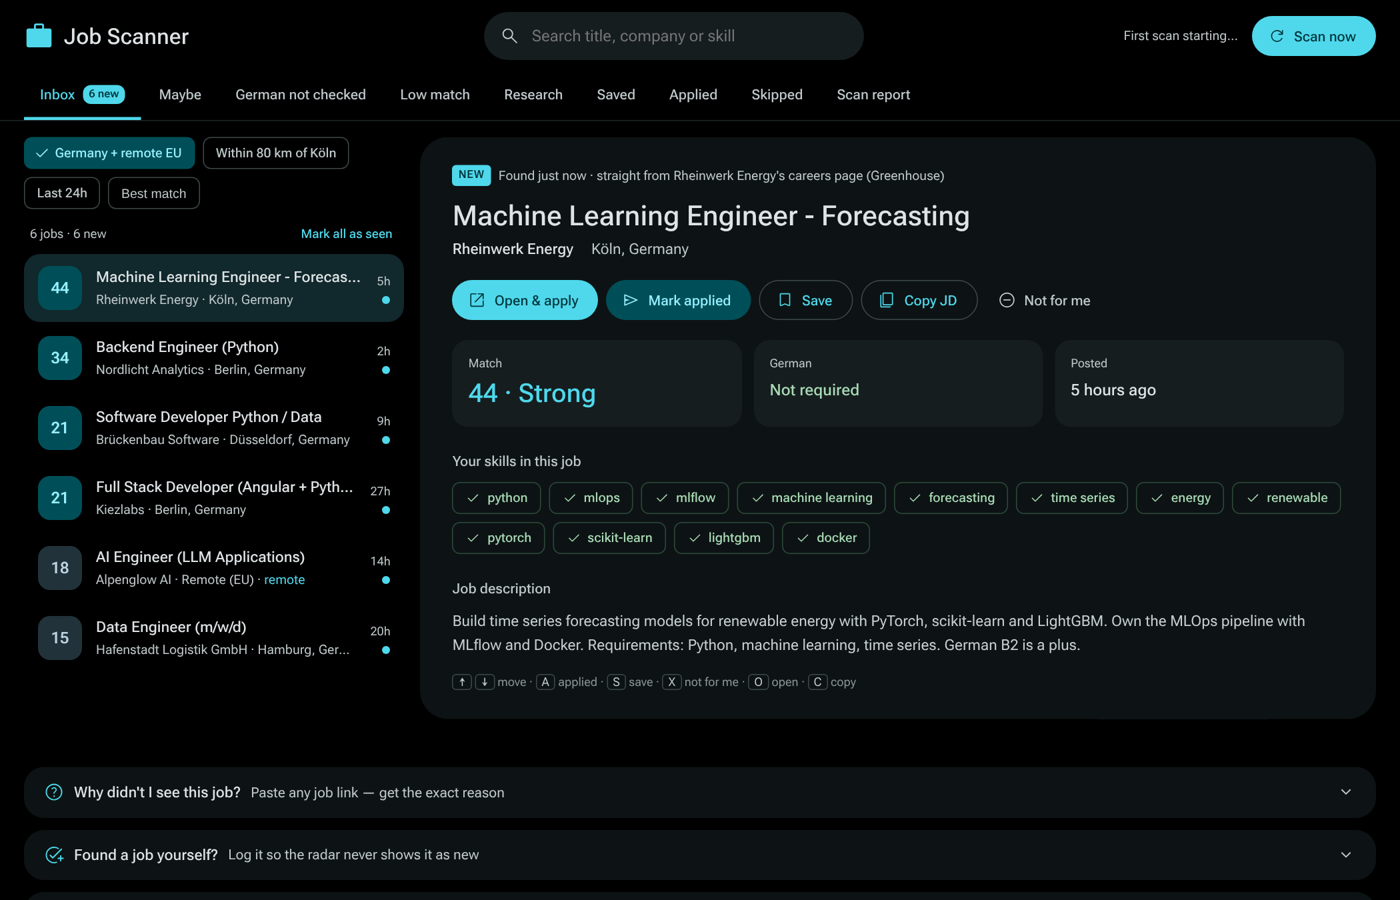 Job Scanner
Search title, company or skill
First scan starting...
Scan now
Inbox 6 new
Maybe
German not checked
Low match
Research
Saved
Applied
Skipped
Scan report
Germany + remote EU
Within 80 km of Köln
Last 24h
Best match
6 jobs · 6 new
Mark all as seen
44
Machine Learning Engineer - Forecas...
5h
Rheinwerk Energy · Köln, Germany
34
Backend Engineer (Python)
2h
Nordlicht Analytics · Berlin, Germany
21
Software Developer Python / Data
9h
Brückenbau Software · Düsseldorf, Germany
21
Full Stack Developer (Angular + Pyth...
27h
Kiezlabs · Berlin, Germany
18
AI Engineer (LLM Applications)
14h
Alpenglow AI · Remote (EU) · remote
15
Data Engineer (m/w/d)
20h
Hafenstadt Logistik GmbH · Hamburg, Ger...
NEW Found just now · straight from Rheinwerk Energy's careers page (Greenhouse)
Machine Learning Engineer - Forecasting
Rheinwerk Energy Köln, Germany
Open & apply
Mark applied
Save
Copy JD
Not for me
Match
44 · Strong
German
Not required
Posted
5 hours ago
Your skills in this job
python
mlops
mlflow
machine learning
forecasting
time series
energy
renewable
pytorch
scikit-learn
lightgbm
docker
Job description
Build time series forecasting models for renewable energy with PyTorch, scikit-learn and LightGBM. Own the MLOps pipeline with
MLflow and Docker. Requirements: Python, machine learning, time series. German B2 is a plus.
↑ ↓ move · A applied · S save · X not for me · O open · C copy
Why didn't I see this job? Paste any job link — get the exact reason
Found a job yourself? Log it so the radar never shows it as new